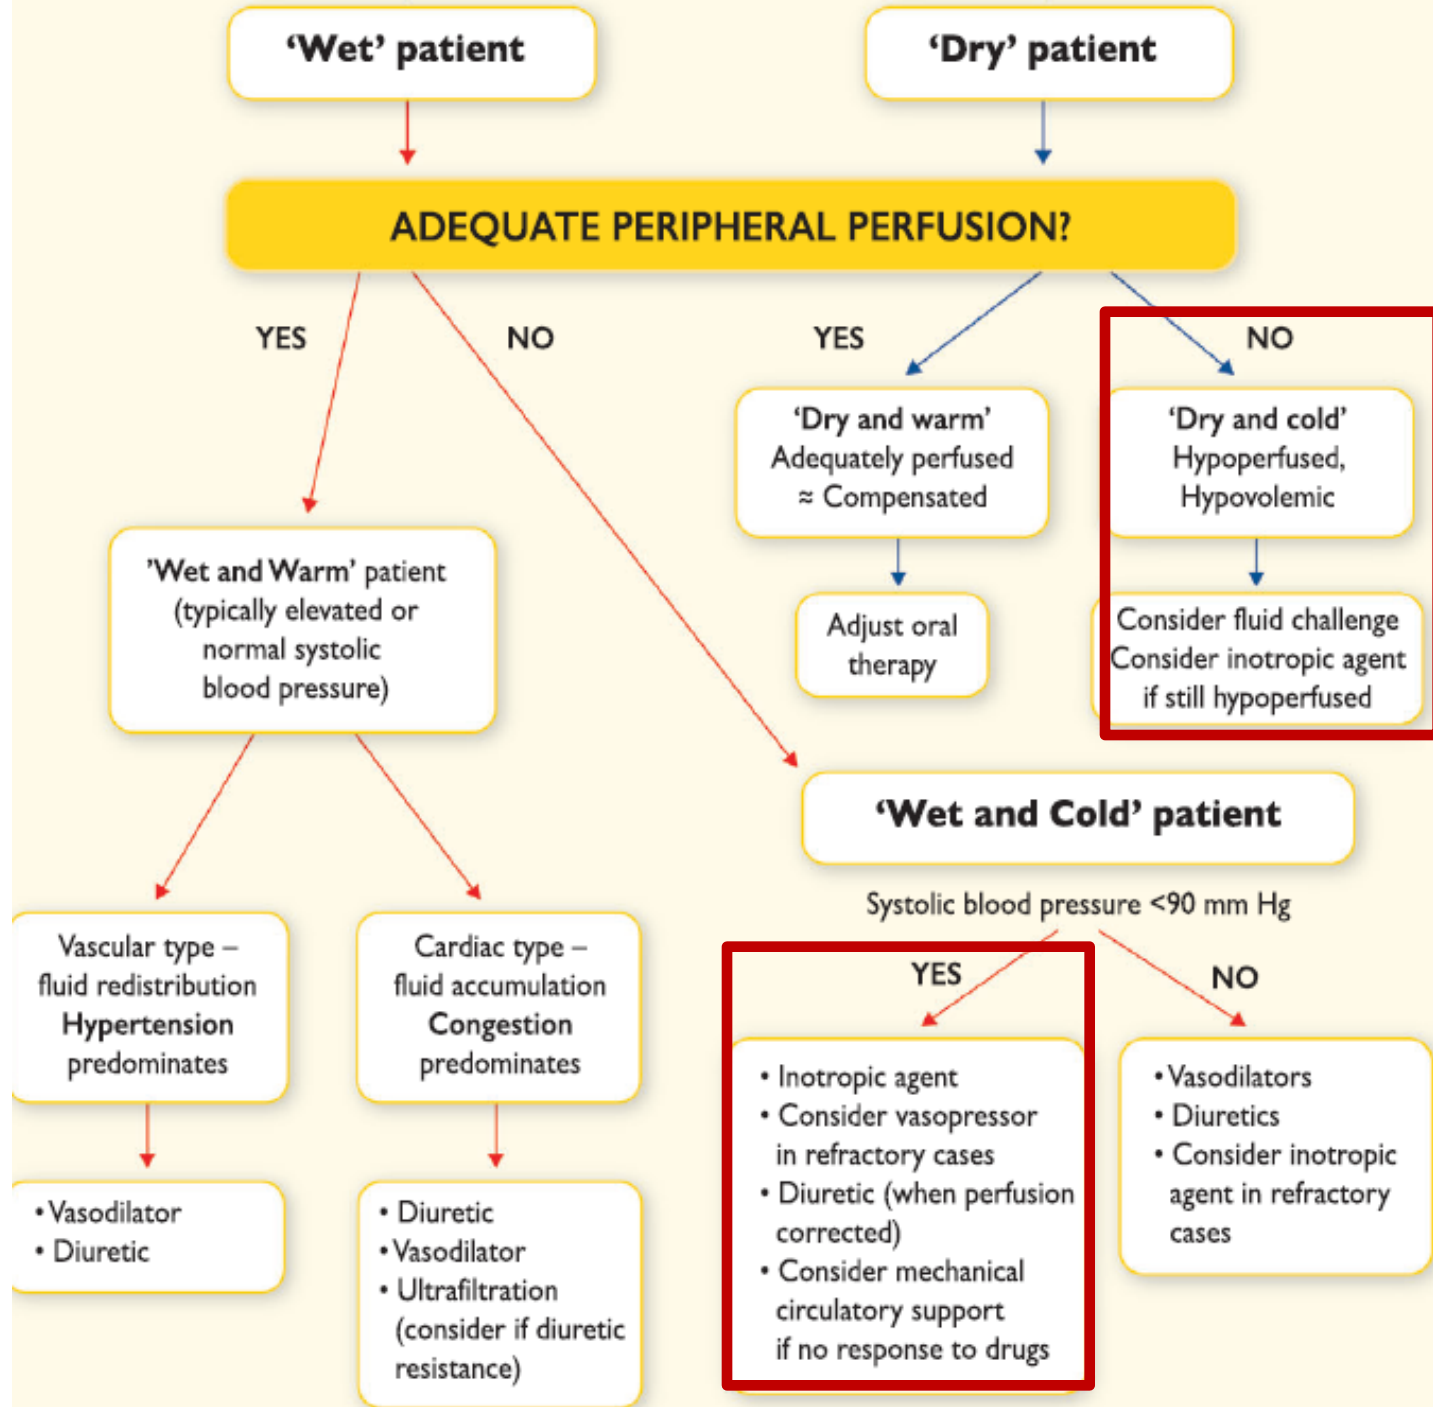 ‘Wet’ patient
‘Dry’ patient
ADEQUATE PERIPHERAL PERFUSION?
YES
NO
YES
NO
‘Dry and warm’
Adequately perfused
≈ Compensated
‘Dry and cold’
Hypoperfused,
Hypovolemic
’Wet and Warm’ patient
(typically elevated or
normal systolic
blood pressure)
Adjust oral
therapy
Consider fluid challenge
Consider inotropic agent
if still hypoperfused
‘Wet and Cold’ patient
Systolic blood pressure <90 mm Hg
Vascular type –
fluid redistribution
Hypertension
predominates
Cardiac type –
fluid accumulation
Congestion
predominates
YES
NO
• Vasodilator
• Diuretic
• Diuretic
• Vasodilator
• Ultrafiltration
(consider if diuretic
resistance)
• Inotropic agent
• Consider vasopressor
in refractory cases
• Diuretic (when perfusion
corrected)
• Consider mechanical
circulatory support
if no response to drugs
• Vasodilators
• Diuretics
• Consider inotropic
agent in refractory
cases